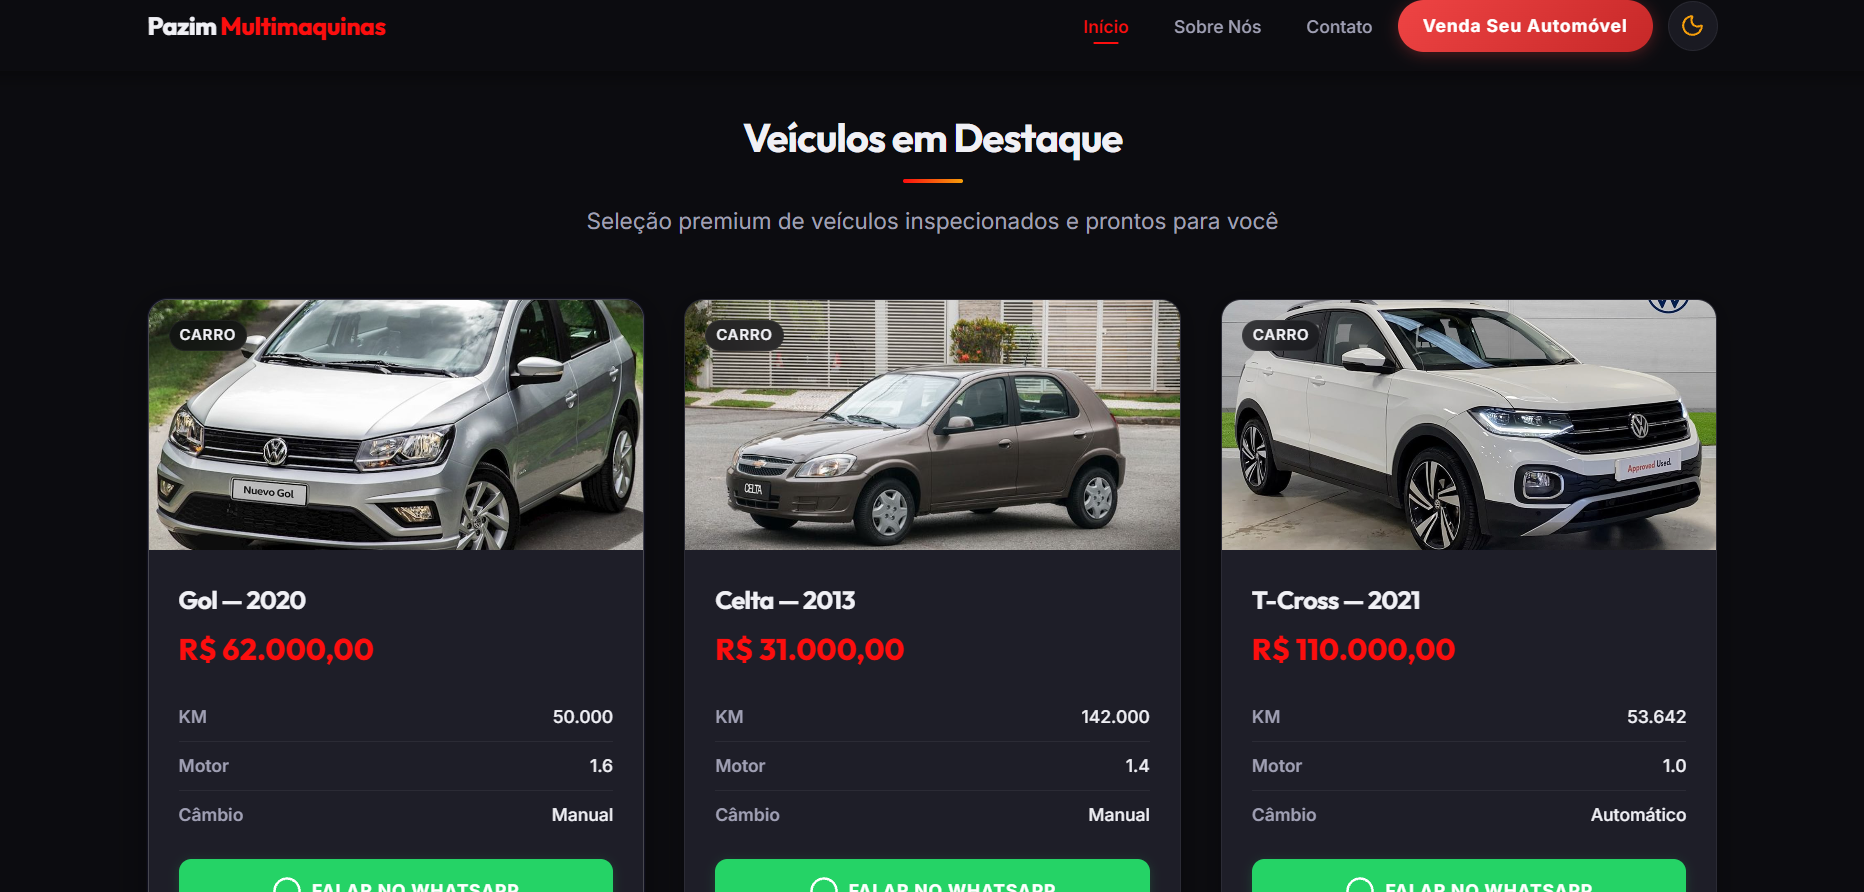 Pazim Multimaquinas
Início
Sobre Nós
Contato
Venda Seu Automóvel
Veículos em Destaque
Seleção premium de veículos inspecionados e prontos para você
CARRO
Nuevo Gol
CARRO
CELTA
CARRO
Approved Used.
Gol — 2020
R$ 62.000,00
KM 50.000
Motor 1.6
Câmbio Manual
FALAR NO WHATSAPP
Celta — 2013
R$ 31.000,00
KM 142.000
Motor 1.4
Câmbio Manual
FALAR NO WHATSAPP
T-Cross — 2021
R$ 110.000,00
KM 53.642
Motor 1.0
Câmbio Automático
FALAR NO WHATSAPP